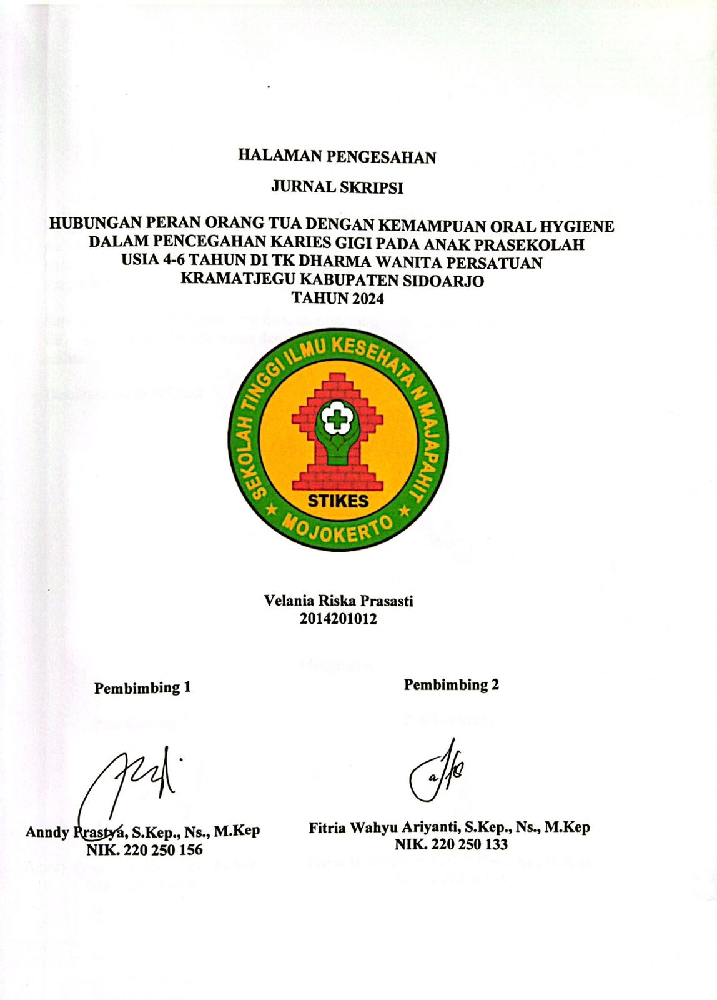 HALAMAN PENGESAHAN
JURNAL SKRIPSI
HUBUNGAN PERAN ORANG TUA DENGAN KEMAMPUAN ORAL HYGIENE
DALAM PENCEGAHAN KARIES GIGI PADA ANAK PRASEKOLAH
USIA 4-6 TAHUN DI TK DHARMA WANITA PERSATUAN
KRAMATJEGU KABUPATEN SIDOARJO
TAHUN 2024
SEKOLAH TINGGI ILMU KESEHATAN MAJAPAHIT
STIKES
MOJOKERTO
Velania Riska Prasasti
2014201012
Pembimbing 1
Pembimbing 2
Anndy Prastya, S.Kep., Ns., M.Kep
NIK. 220 250 156
Fitria Wahyu Ariyanti, S.Kep., Ns., M.Kep
NIK. 220 250 133